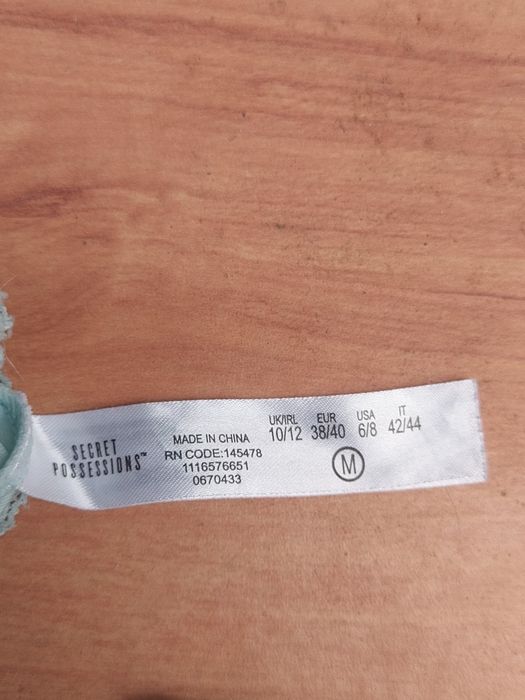 SECRET
POSSESSIONS™
MADE IN CHINA
RN CODE:145478
1116576651
0670433
UK/IRL EUR USA IT
10/12 38/40 6/8 42/44
M